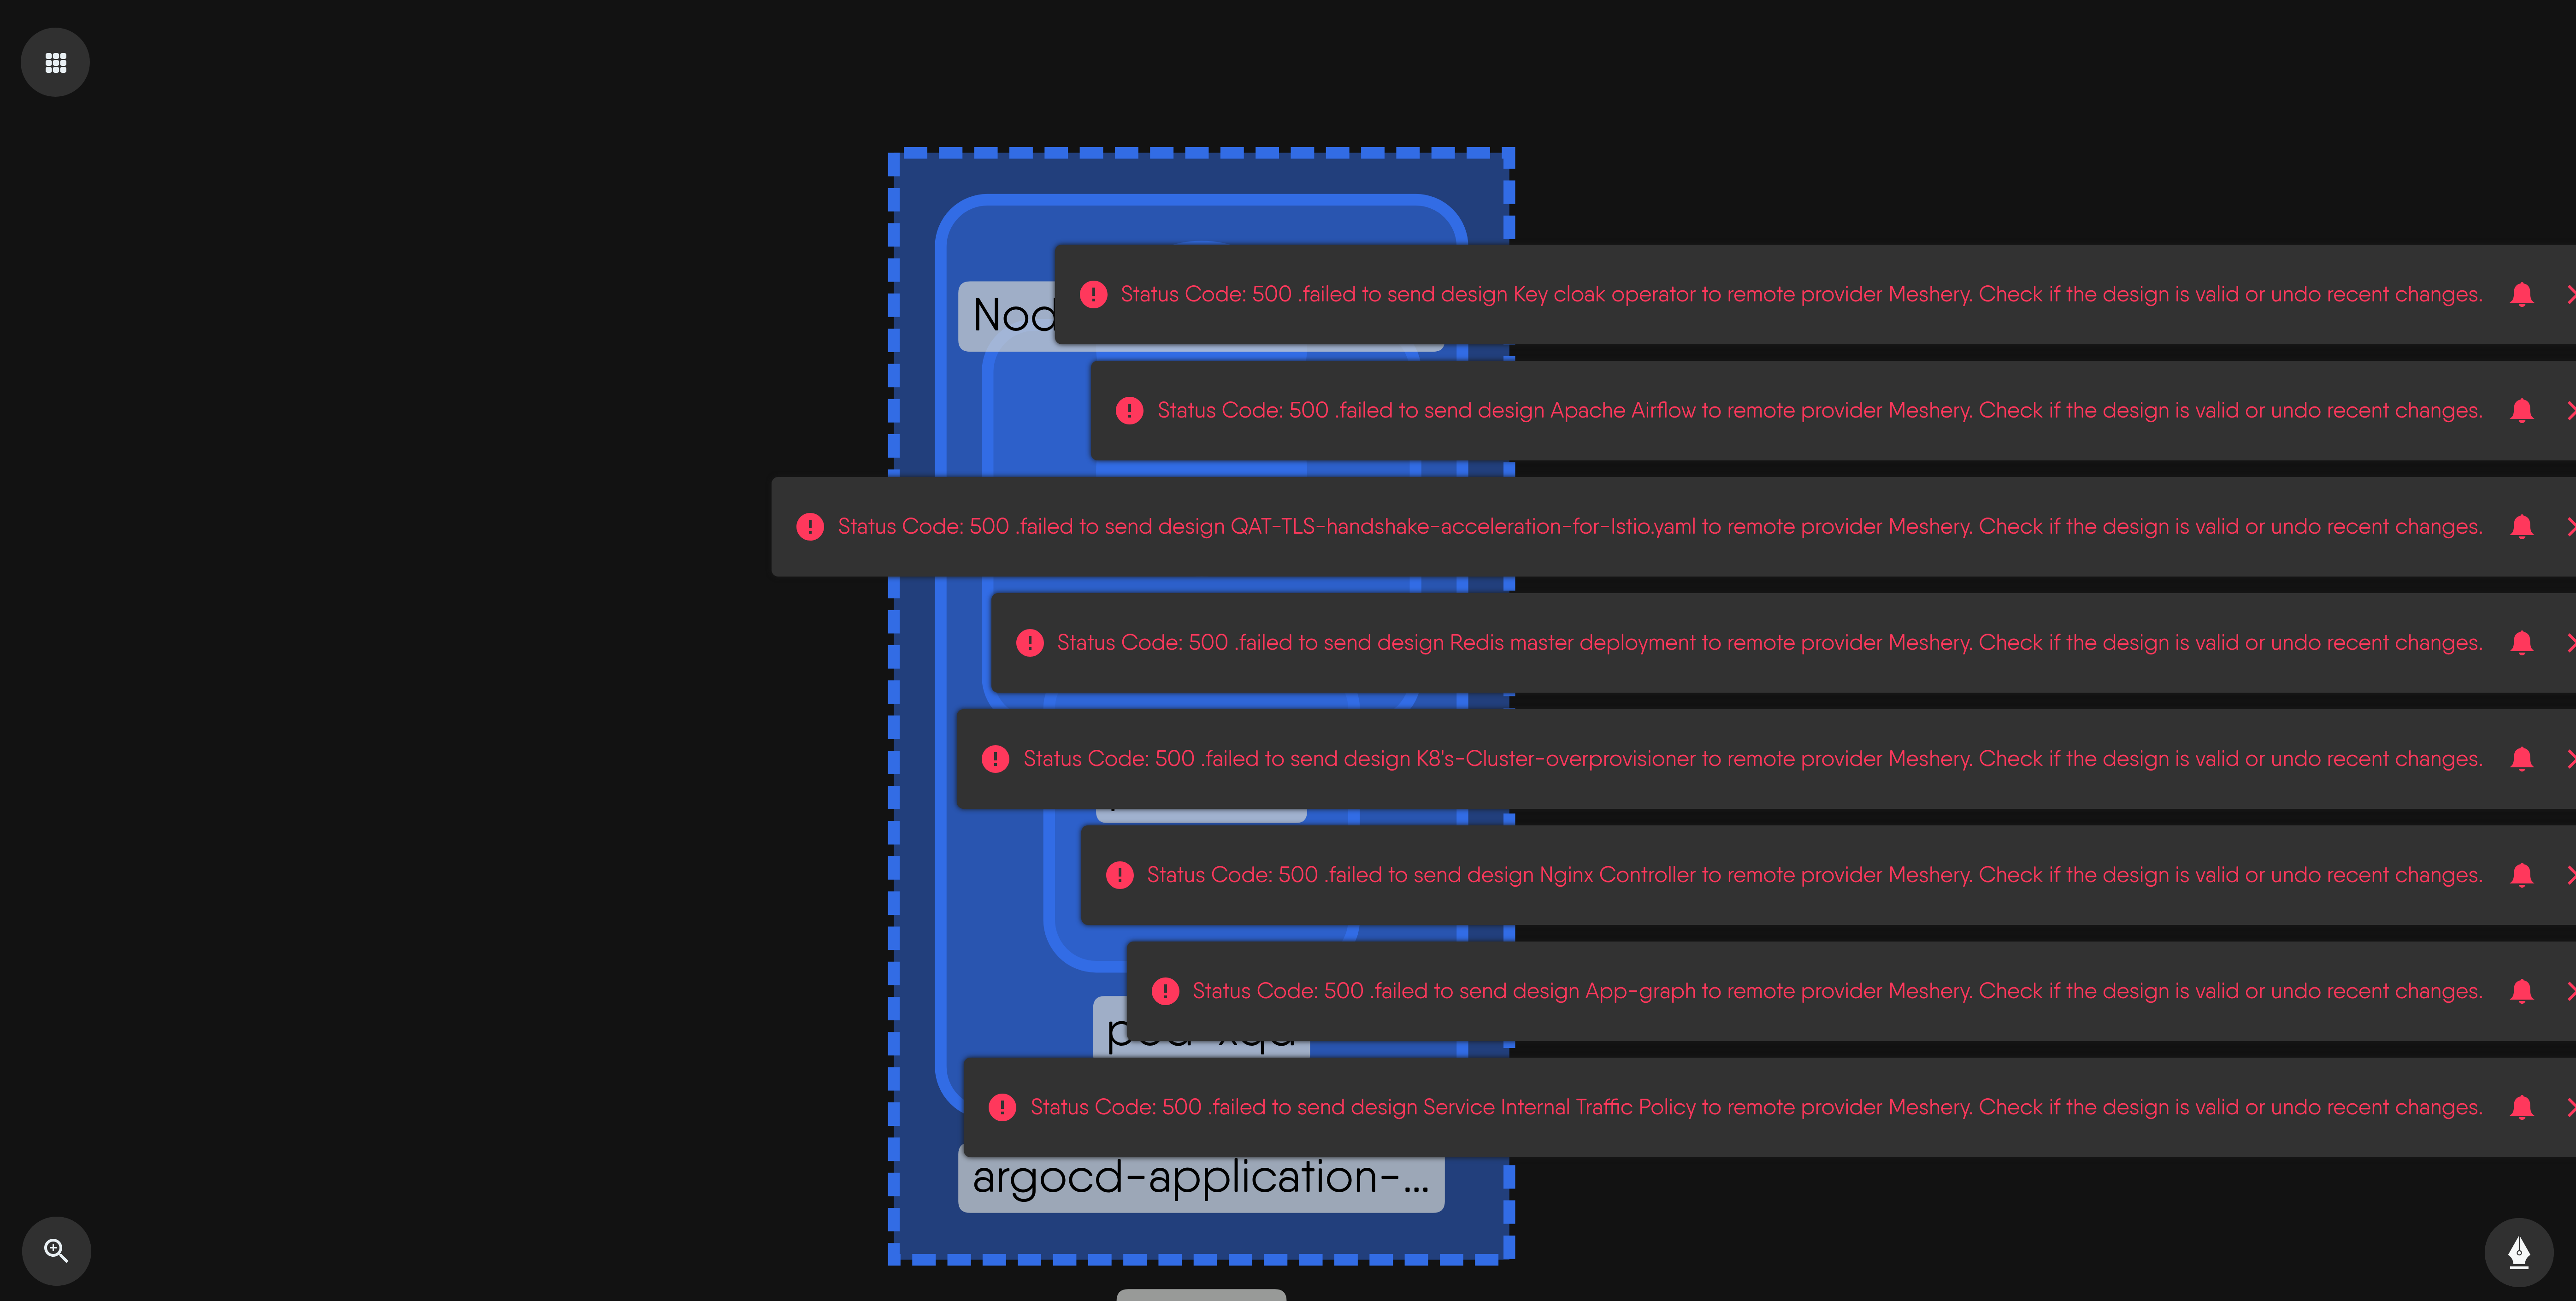 Status Code: 500 .failed to send design Key cloak operator to remote provider Meshery. Check if the design is valid or undo recent changes.
Status Code: 500 .failed to send design Apache Airflow to remote provider Meshery. Check if the design is valid or undo recent changes.
Status Code: 500 .failed to send design QAT-TLS-handshake-acceleration-for-Istio.yaml to remote provider Meshery. Check if the design is valid or undo recent changes.
Status Code: 500 .failed to send design Redis master deployment to remote provider Meshery. Check if the design is valid or undo recent changes.
Status Code: 500 .failed to send design K8's-Cluster-overprovisioner to remote provider Meshery. Check if the design is valid or undo recent changes.
Status Code: 500 .failed to send design Nginx Controller to remote provider Meshery. Check if the design is valid or undo recent changes.
Status Code: 500 .failed to send design App-graph to remote provider Meshery. Check if the design is valid or undo recent changes.
Status Code: 500 .failed to send design Service Internal Traffic Policy to remote provider Meshery. Check if the design is valid or undo recent changes.
argocd-application-...